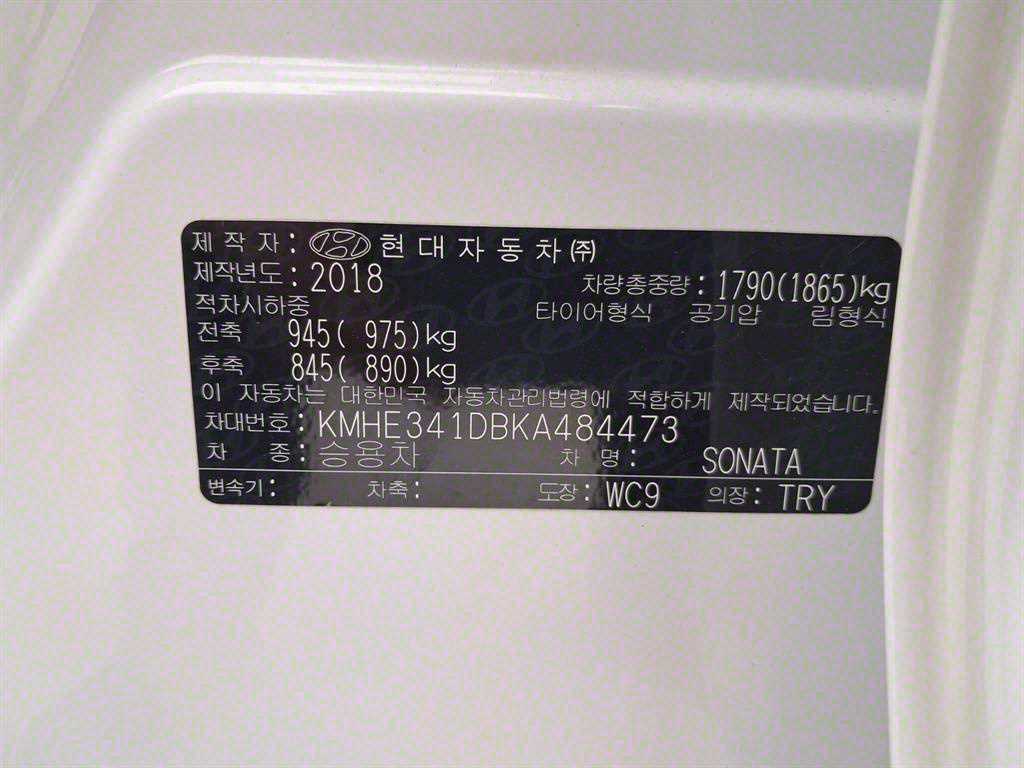 제 작 자 : 현 대 자 동 차 ㈜
제작년도 : 2018 차량총중량 : 1790(1865)kg
적차시하중 타이어형식 공기압 림형식
전축 945( 975)kg
후축 845( 890)kg
이 자동차는 대한민국 자동차관리법령에 적합하게 제작되었습니다.
차대번호 : KMHE341DBKA484473
차 종 : 승용차 차 명 : SONATA
변속기 : 차축 : 도장 : WC9 의장 : TRY